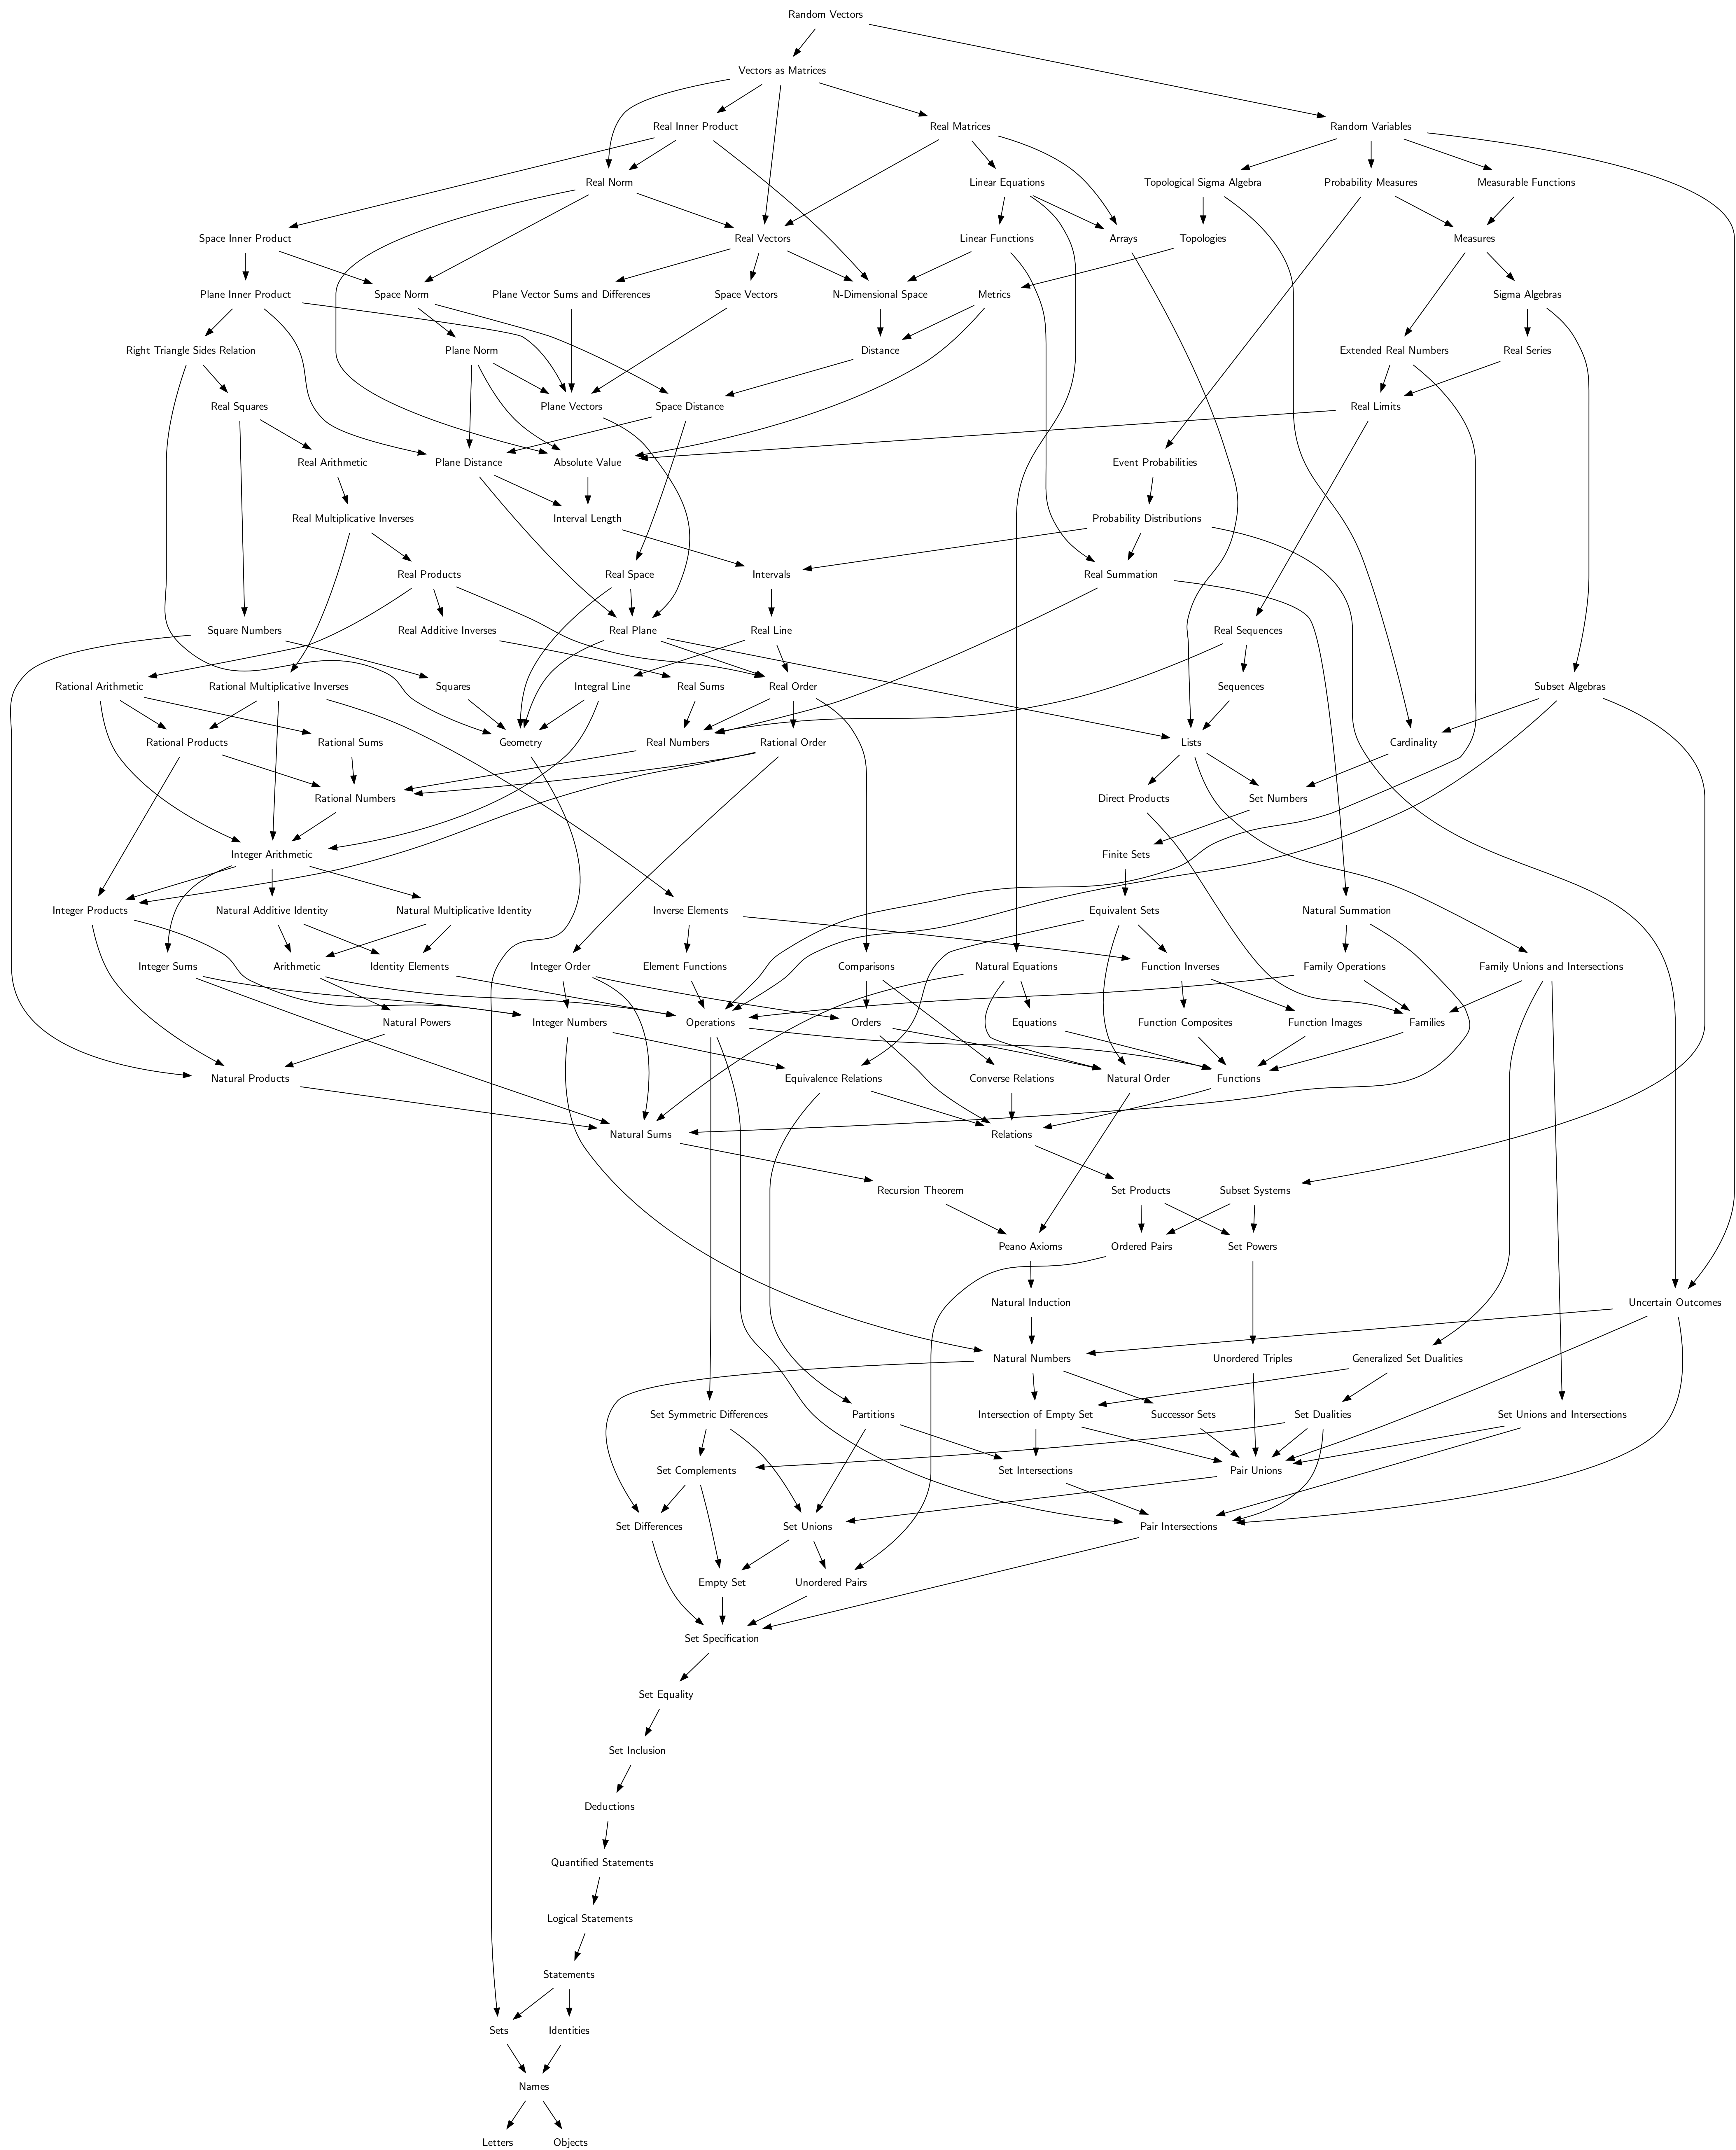 Random Vectors
Vectors as Matrices
Real Inner Product
Real Matrices
Random Variables
Real Norm
Linear Equations
Topological Sigma Algebra
Probability Measures
Measurable Functions
Space Inner Product
Real Vectors
Linear Functions
Arrays
Topologies
Measures
Plane Inner Product
Space Norm
Plane Vector Sums and Differences
Space Vectors
N-Dimensional Space
Metrics
Sigma Algebras
Right Triangle Sides Relation
Plane Norm
Distance
Extended Real Numbers
Real Series
Real Squares
Plane Vectors
Space Distance
Real Limits
Real Arithmetic
Plane Distance
Absolute Value
Event Probabilities
Real Multiplicative Inverses
Interval Length
Probability Distributions
Real Products
Real Space
Intervals
Real Summation
Square Numbers
Real Additive Inverses
Real Plane
Real Line
Real Sequences
Rational Arithmetic
Rational Multiplicative Inverses
Squares
Integral Line
Real Sums
Real Order
Sequences
Subset Algebras
Rational Products
Rational Sums
Geometry
Real Numbers
Rational Order
Lists
Cardinality
Rational Numbers
Direct Products
Set Numbers
Integer Arithmetic
Finite Sets
Integer Products
Natural Additive Identity
Natural Multiplicative Identity
Inverse Elements
Equivalent Sets
Natural Summation
Integer Sums
Arithmetic
Identity Elements
Integer Order
Element Functions
Comparisons
Natural Equations
Function Inverses
Family Operations
Family Unions and Intersections
Natural Powers
Integer Numbers
Operations
Orders
Equations
Function Composites
Function Images
Families
Natural Products
Equivalence Relations
Converse Relations
Natural Order
Functions
Natural Sums
Relations
Recursion Theorem
Set Products
Subset Systems
Peano Axioms
Ordered Pairs
Set Powers
Natural Induction
Uncertain Outcomes
Natural Numbers
Unordered Triples
Generalized Set Dualities
Set Symmetric Differences
Partitions
Intersection of Empty Set
Successor Sets
Set Dualities
Set Unions and Intersections
Set Complements
Set Intersections
Pair Unions
Set Differences
Set Unions
Pair Intersections
Empty Set
Unordered Pairs
Set Specification
Set Equality
Set Inclusion
Deductions
Quantified Statements
Logical Statements
Statements
Sets
Identities
Names
Letters
Objects